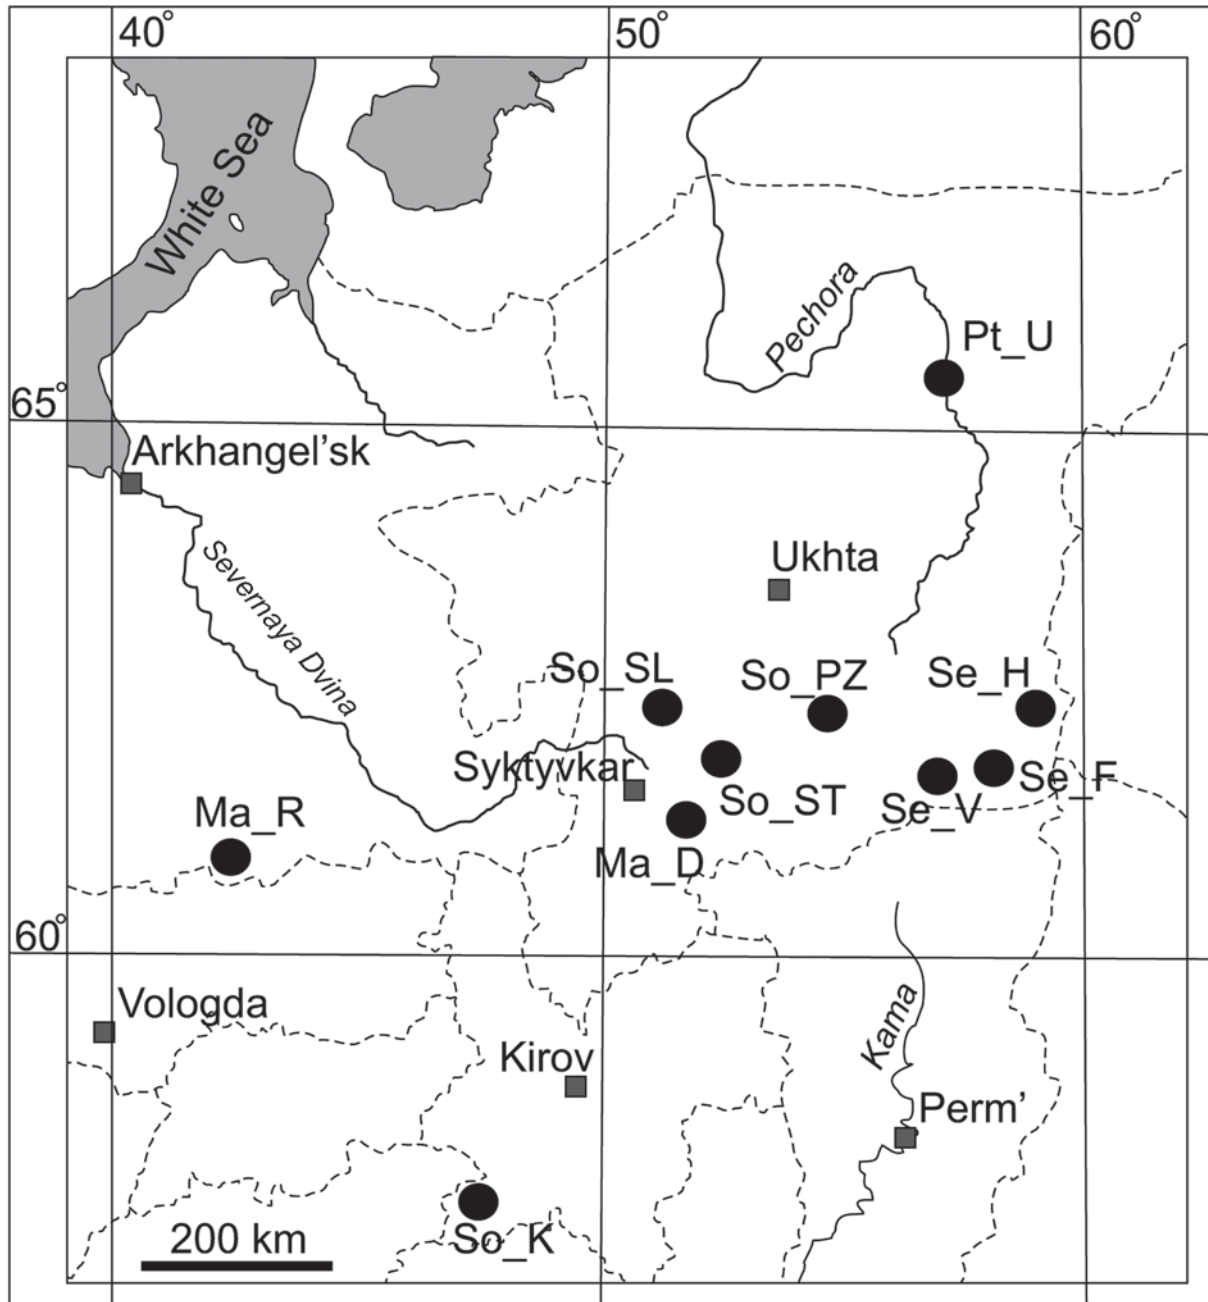 40°
50°
60°
White Sea
Pechora
Pt_U
65°
Arkhangel'sk
Severnaya Dvina
Ukhta
So_SL
So_PZ
Se_H
Syktyvkar
So_ST
Se_V
Se_F
Ma_R
Ma_D
60°
Vologda
Kama
Kirov
Perm'
200 km
So_K